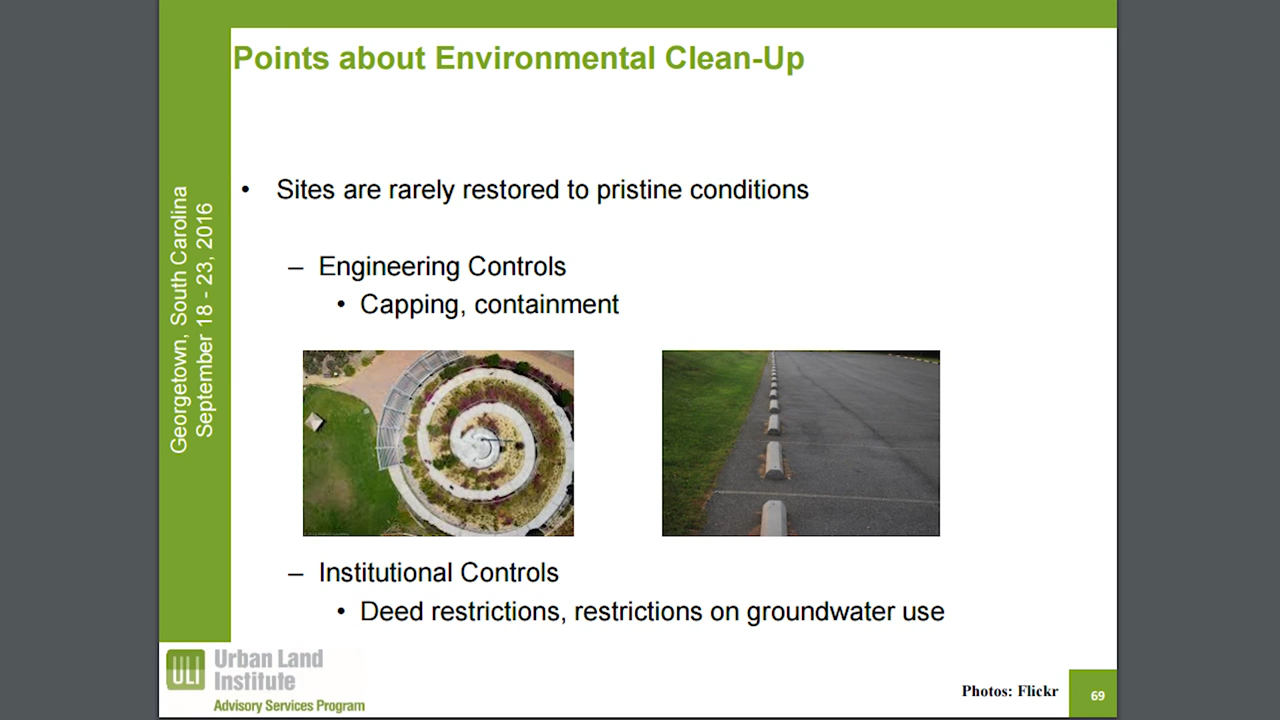 Points about Environmental Clean-Up
Georgetown, South Carolina
September 18 - 23, 2016
• Sites are rarely restored to pristine conditions
– Engineering Controls
• Capping, containment
– Institutional Controls
• Deed restrictions, restrictions on groundwater use
ULI
Urban Land
Institute
Advisory Services Program
Photos: Flickr
69